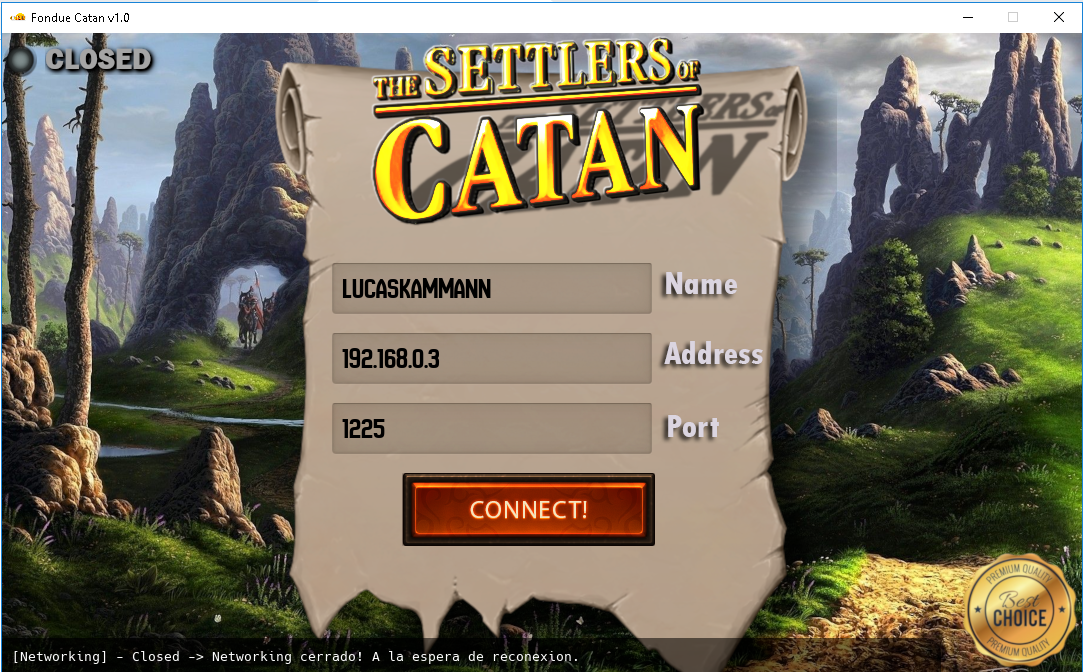 Fondue Catan v1.0
CLOSED
THE SETTLERS OF
CATAN
LUCASKAMMANN
Name
192.168.0.3
Address
1225
Port
CONNECT!
PREMIUM QUALITY
Best
CHOICE
PREMIUM QUALITY
[Networking] - Closed -> Networking cerrado! A la espera de reconexion.